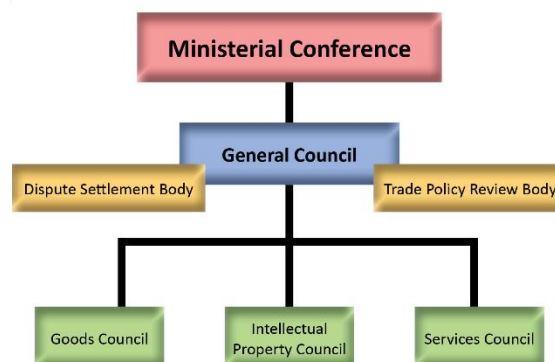 Ministerial Conference
General Council
Dispute Settlement Body
Trade Policy Review Body
Goods Council
Intellectual
Property Council
Services Council